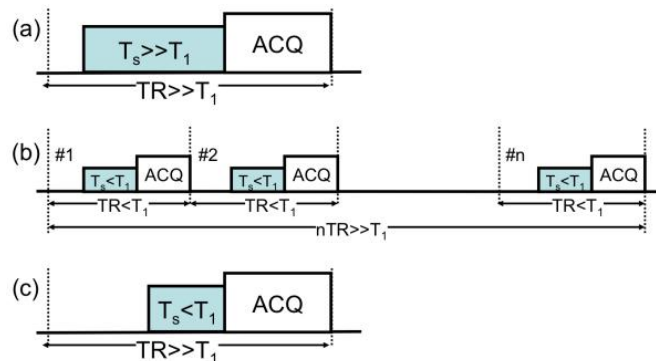 (a)
Tₛ>>T₁ ACQ
TR>>T₁
(b) #1 #2 #n
Tₛ<T₁ ACQ Tₛ<T₁ ACQ Tₛ<T₁ ACQ
TR<T₁ TR<T₁ TR<T₁
nTR>>T₁
(c)
Tₛ<T₁ ACQ
TR>>T₁